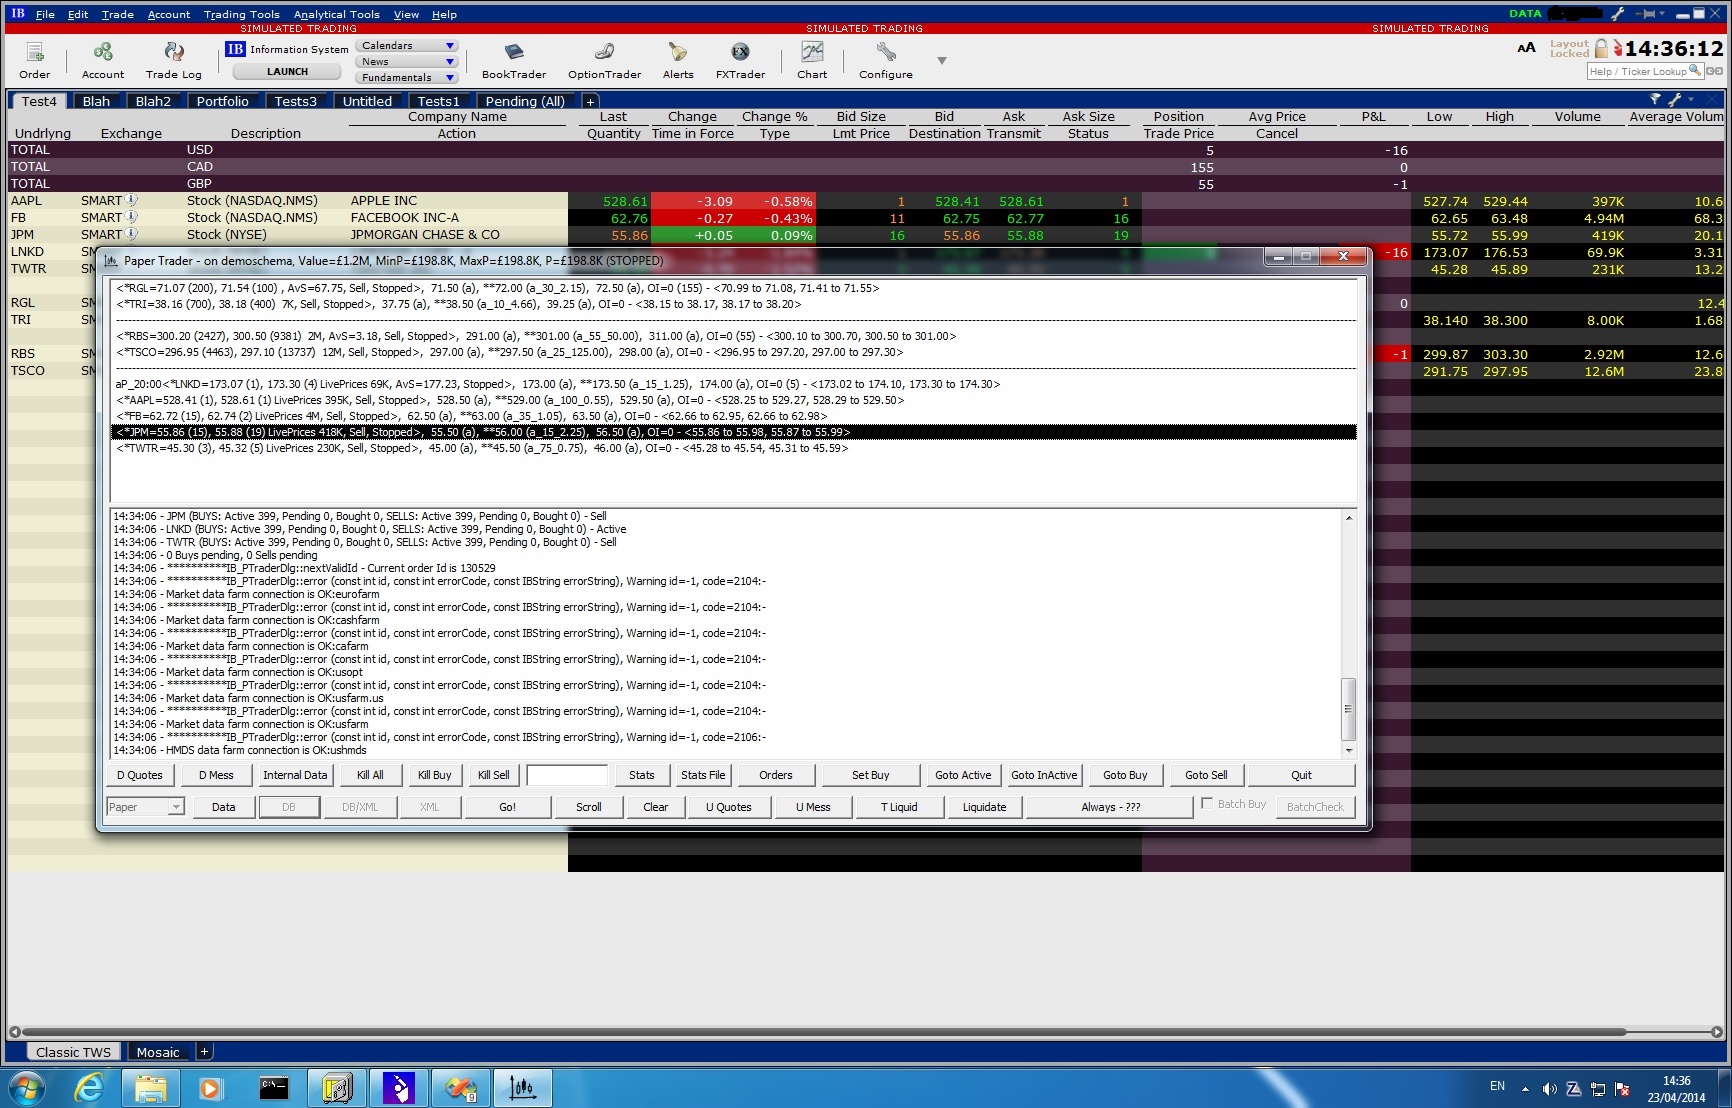 IB File Edit Trade Account Trading Tools Analytical Tools View Help DATA
SIMULATED TRADING SIMULATED TRADING SIMULATED TRADING
IB Information System Calendars AA Layout Locked 14:36:12
News
LAUNCH Fundamentals Help / Ticker Lookup
Order Account Trade Log BookTrader OptionTrader Alerts FX FXTrader Chart Configure
Test4 Blah Blah2 Portfolio Tests3 Untitled Tests1 Pending (All) +
Company Name Last Change Change % Bid Size Bid Ask Ask Size Position Avg Price P&L Low High Volume Average Volum
Undrlyng Exchange Description Action Quantity Time in Force Type Lmt Price Destination Transmit Status Trade Price Cancel
TOTAL USD 5 -16
TOTAL CAD 155 0
TOTAL GBP 55 -1
AAPL SMART Stock (NASDAQ.NMS) APPLE INC 528.61 -3.09 -0.58% 1 528.41 528.61 1 527.74 529.44 397K 10.6
FB SMART Stock (NASDAQ.NMS) FACEBOOK INC-A 62.76 -0.27 -0.43% 11 62.75 62.77 16 62.65 63.48 4.94M 68.3
JPM SMART Stock (NYSE) JPMORGAN CHASE & CO 55.86 +0.05 0.09% 16 55.86 55.88 19 55.72 55.99 419K 20.1
LNKD SM -16 173.07 176.53 69.9K 3.31
TWTR SM 45.28 45.89 231K 13.2
RGL SM 0 12.4
TRI SM 38.140 38.300 8.00K 1.68
RBS SM -1 299.87 303.30 2.92M 12.6
TSCO SM 291.75 297.95 12.6M 23.8
Paper Trader - on demoschema, Value=£1.2M, MinP=£198.8K, MaxP=£198.8K, P=£198.8K (STOPPED)
<*RGL=71.07 (200), 71.54 (100) , AvS=67.75, Sell, Stopped>, 71.50 (a), **72.00 (a_30_2.15), 72.50 (a), OI=0 (155) - <70.99 to 71.08, 71.41 to 71.55>
<*TRI=38.16 (700), 38.18 (400) 7K, Sell, Stopped>, 37.75 (a), **38.50 (a_10_4.66), 39.25 (a), OI=0 - <38.15 to 38.17, 38.17 to 38.20>
<*RBS=300.20 (2427), 300.50 (9381) 2M, AvS=3.18, Sell, Stopped>, 291.00 (a), **301.00 (a_55_50.00), 311.00 (a), OI=0 (55) - <300.10 to 300.70, 300.50 to 301.00>
<*TSCO=296.95 (4463), 297.10 (13737) 12M, Sell, Stopped>, 297.00 (a), **297.50 (a_25_125.00), 298.00 (a), OI=0 - <296.95 to 297.20, 297.00 to 297.30>
aP_20:00<*LNKD=173.07 (1), 173.30 (4) LivePrices 69K, AvS=177.23, Stopped>, 173.00 (a), **173.50 (a_15_1.25), 174.00 (a), OI=0 (5) - <173.02 to 174.10, 173.30 to 174.30>
<*AAPL=528.41 (1), 528.61 (1) LivePrices 395K, Sell, Stopped>, 528.50 (a), **529.00 (a_100_0.55), 529.50 (a), OI=0 - <528.25 to 529.27, 528.29 to 529.50>
<*FB=62.72 (15), 62.74 (2) LivePrices 4M, Sell, Stopped>, 62.50 (a), **63.00 (a_35_1.05), 63.50 (a), OI=0 - <62.66 to 62.95, 62.66 to 62.98>
<*JPM=55.86 (15), 55.88 (19) LivePrices 418K, Sell, Stopped>, 55.50 (a), **56.00 (a_15_2.25), 56.50 (a), OI=0 - <55.86 to 55.98, 55.87 to 55.99>
<*TWTR=45.30 (3), 45.32 (5) LivePrices 230K, Sell, Stopped>, 45.00 (a), **45.50 (a_75_0.75), 46.00 (a), OI=0 - <45.28 to 45.54, 45.31 to 45.59>
14:34:06 - JPM (BUYS: Active 399, Pending 0, Bought 0, SELLS: Active 399, Pending 0, Bought 0) - Sell
14:34:06 - LNKD (BUYS: Active 399, Pending 0, Bought 0, SELLS: Active 399, Pending 0, Bought 0) - Active
14:34:06 - TWTR (BUYS: Active 399, Pending 0, Bought 0, SELLS: Active 399, Pending 0, Bought 0) - Sell
14:34:06 - 0 Buys pending, 0 Sells pending
14:34:06 - **********IB_PTraderDlg::nextValidId - Current order Id is 130529
14:34:06 - **********IB_PTraderDlg::error (const int id, const int errorCode, const IBString errorString), Warning id=-1, code=2104:-
14:34:06 - Market data farm connection is OK:eurofarm
14:34:06 - **********IB_PTraderDlg::error (const int id, const int errorCode, const IBString errorString), Warning id=-1, code=2104:-
14:34:06 - Market data farm connection is OK:cashfarm
14:34:06 - **********IB_PTraderDlg::error (const int id, const int errorCode, const IBString errorString), Warning id=-1, code=2104:-
14:34:06 - Market data farm connection is OK:cafarm
14:34:06 - **********IB_PTraderDlg::error (const int id, const int errorCode, const IBString errorString), Warning id=-1, code=2104:-
14:34:06 - Market data farm connection is OK:usopt
14:34:06 - **********IB_PTraderDlg::error (const int id, const int errorCode, const IBString errorString), Warning id=-1, code=2104:-
14:34:06 - Market data farm connection is OK:usfarm.us
14:34:06 - **********IB_PTraderDlg::error (const int id, const int errorCode, const IBString errorString), Warning id=-1, code=2104:-
14:34:06 - Market data farm connection is OK:usfarm
14:34:06 - **********IB_PTraderDlg::error (const int id, const int errorCode, const IBString errorString), Warning id=-1, code=2106:-
14:34:06 - HMDS data farm connection is OK:ushmds
D Quotes D Mess Internal Data Kill All Kill Buy Kill Sell Stats Stats File Orders Set Buy Goto Active Goto InActive Goto Buy Goto Sell Quit
Paper Data DB DB/XML XML Go! Scroll Clear U Quotes U Mess T Liquid Liquidate Always - ??? Batch Buy BatchCheck
Classic TWS Mosaic +
EN 14:36
23/04/2014